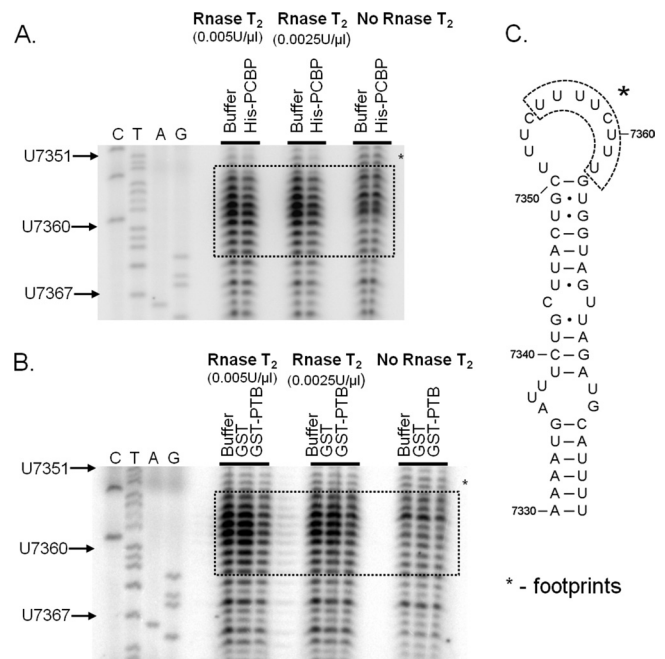 A.
Rnase T₂
(0.005U/µl)
Rnase T₂
(0.0025U/µl)
No Rnase T₂
Buffer
His-PCBP
Buffer
His-PCBP
Buffer
His-PCBP
C T A G
U7351
*
U7360
U7367
B.
Rnase T₂
(0.005U/µl)
Rnase T₂
(0.0025U/µl)
No Rnase T₂
Buffer
GST
GST-PTB
Buffer
GST
GST-PTB
Buffer
GST
GST-PTB
C T A G
U7351
*
U7360
U7367
C.
*
7360
7350
7340
7330
* - footprints